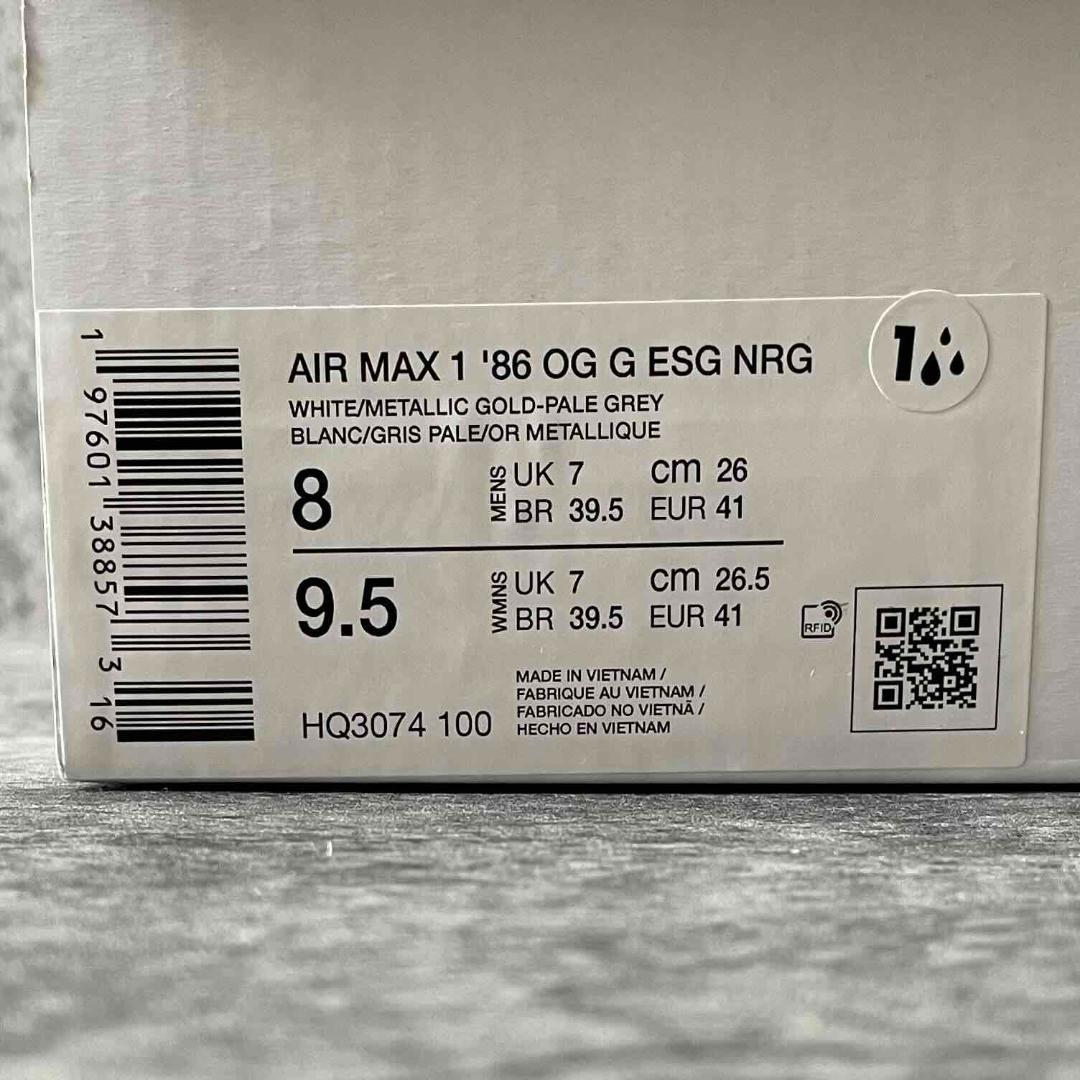 AIR MAX 1 '86 OG G ESG NRG
WHITE/METALLIC GOLD-PALE GREY
BLANC/GRIS PALE/OR METALLIQUE
8 MENS UK 7 cm 26
BR 39.5 EUR 41
9.5 WMNS UK 7 cm 26.5
BR 39.5 EUR 41
RFID
MADE IN VIETNAM /
FABRIQUE AU VIETNAM /
FABRICADO NO VIETNÃ /
HECHO EN VIETNAM
HQ3074 100
1 97601 38857 3 16
1